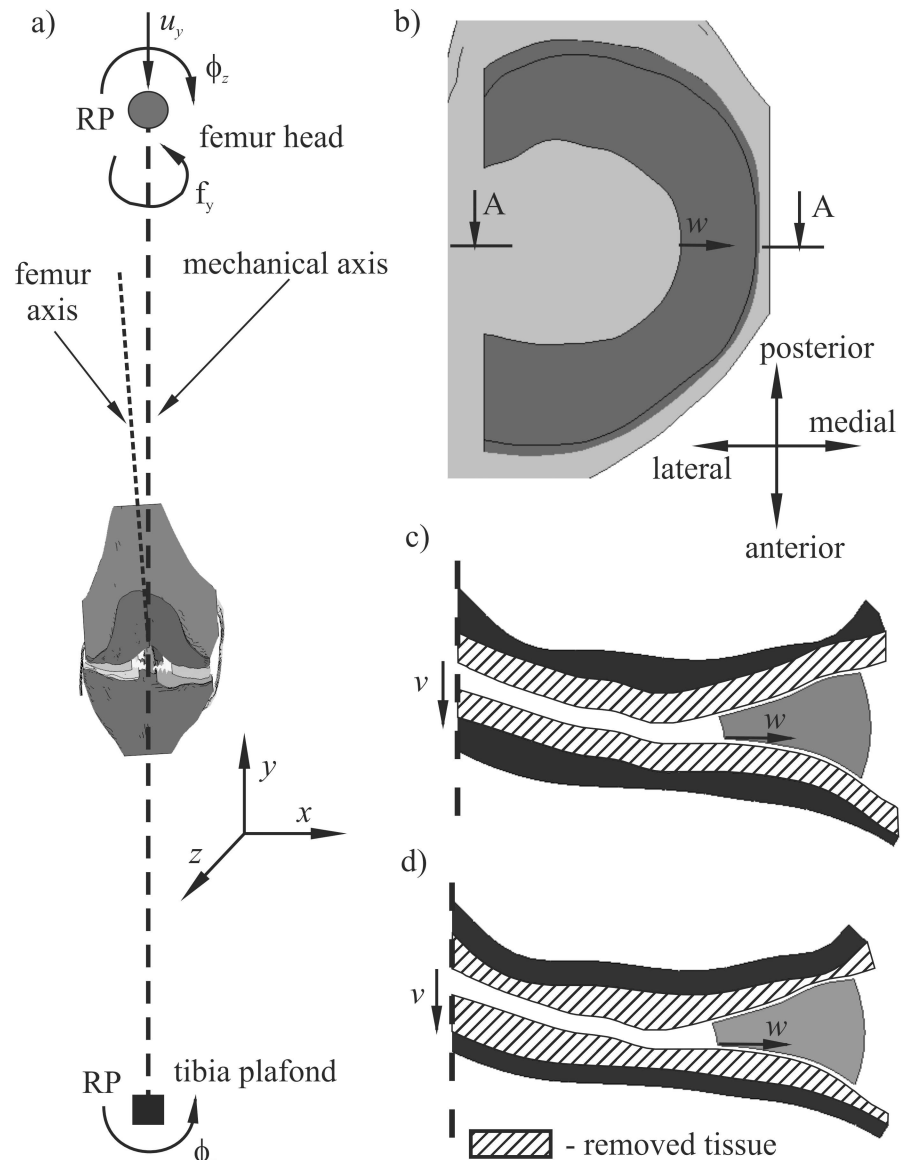 a)
u_y
ϕ_z
RP
femur head
f_y
mechanical axis
femur
axis
y
x
z
RP
tibia plafond
ϕ
b)
A
A
w
posterior
medial
lateral
anterior
c)
v
w
d)
v
w
- removed tissue